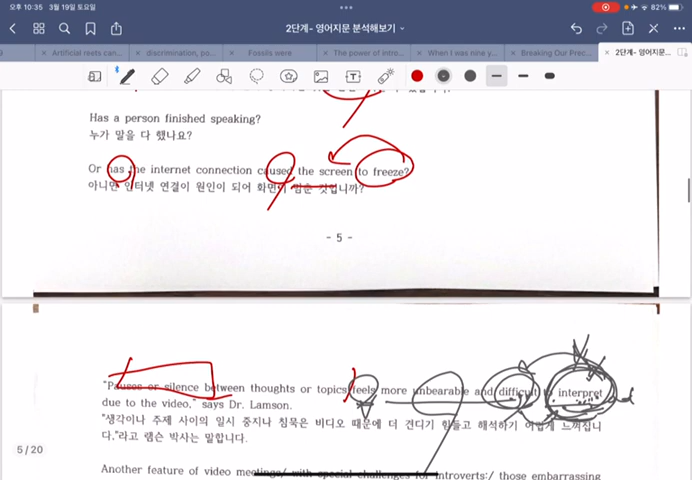 오후 10:35 3월 19일 토요일
82%
2단계- 영어지문 분석해보기
Artificial reefs can...
discrimination, po...
Fossils were
The power of intro...
When I was nine y...
Breaking Our Prec...
2단계- 영어지문...
Has a person finished speaking?
누가 말을 다 했나요?
Or has the internet connection caused the screen to freeze?
아니면 인터넷 연결이 원인이 되어 화면이 멈춘 것입니까?
- 5 -
"Pauses or silence between thoughts or topics feels more unbearable and difficult to interpret
due to the video," says Dr. Lamson.
"생각이나 주제 사이의 일시 중지나 침묵은 비디오 때문에 더 견디기 힘들고 해석하기 어렵게 느껴집니
다,"라고 램슨 박사는 말합니다.
5 / 20
Another feature of video meetings/ with special challenges for introverts:/ those embarrassing